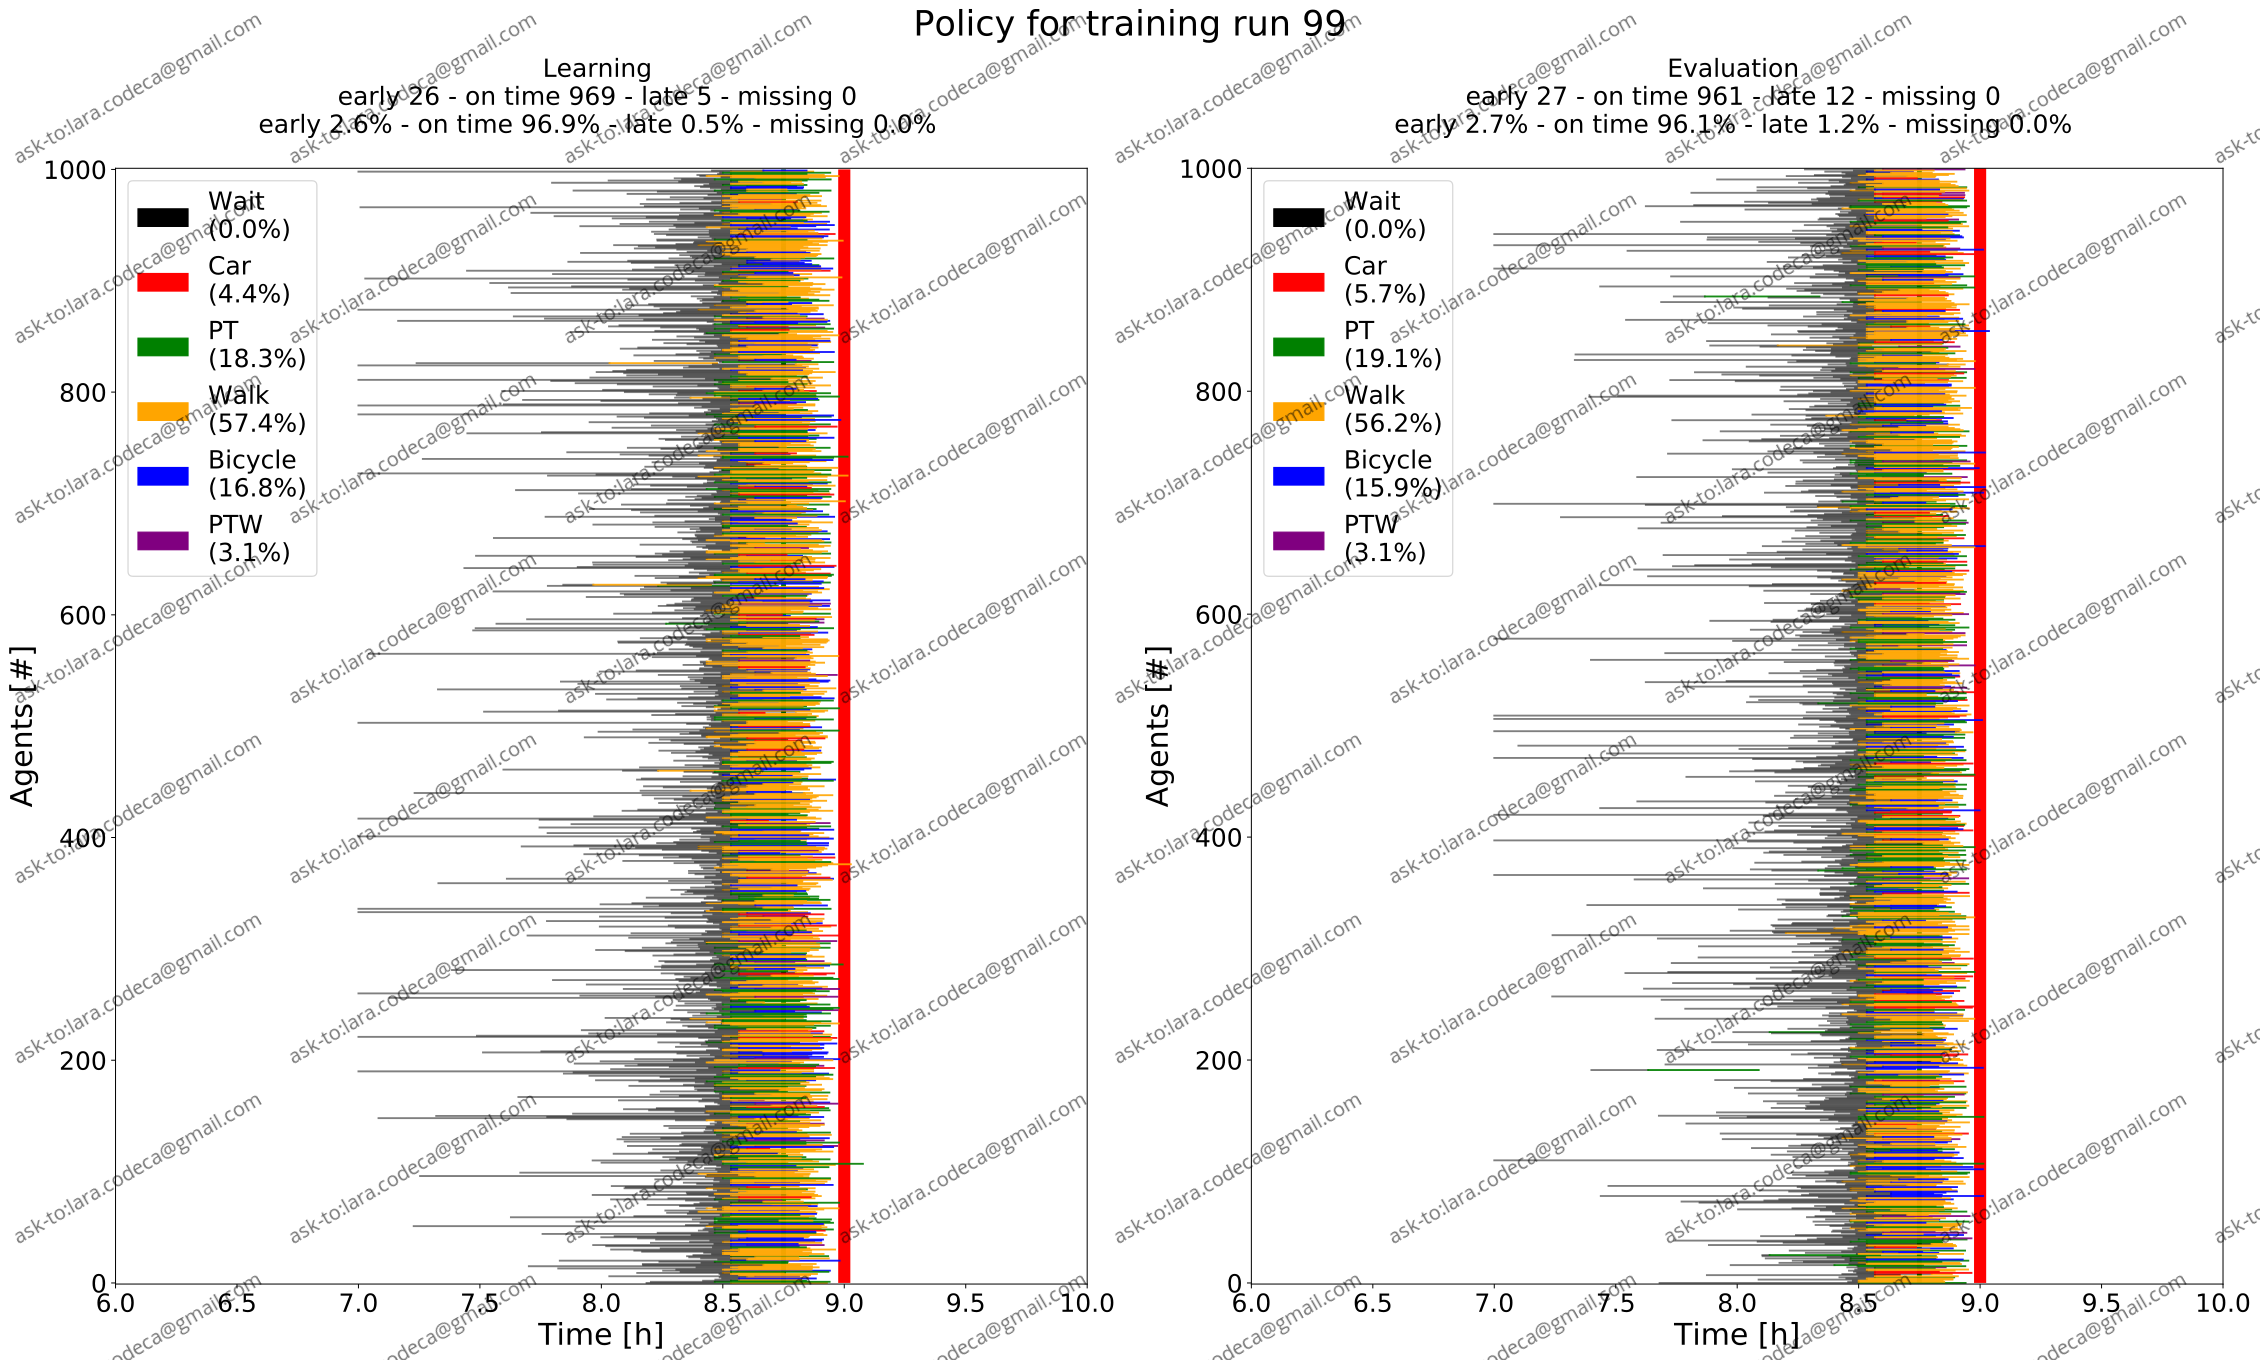 Policy for training run 99
Learning
early 26 - on time 969 - late 5 - missing 0
early 2.6% - on time 96.9% - late 0.5% - missing 0.0%
1000
800
600
400
200
0
Agents [#]
Wait
(0.0%)
Car
(4.4%)
PT
(18.3%)
Walk
(57.4%)
Bicycle
(16.8%)
PTW
(3.1%)
6.0 6.5 7.0 7.5 8.0 8.5 9.0 9.5 10.0
Time [h]
Evaluation
early 27 - on time 961 - late 12 - missing 0
early 2.7% - on time 96.1% - late 1.2% - missing 0.0%
1000
800
600
400
200
0
Agents [#]
Wait
(0.0%)
Car
(5.7%)
PT
(19.1%)
Walk
(56.2%)
Bicycle
(15.9%)
PTW
(3.1%)
6.0 6.5 7.0 7.5 8.0 8.5 9.0 9.5 10.0
Time [h]
ask-to:lara.codeca@gmail.com